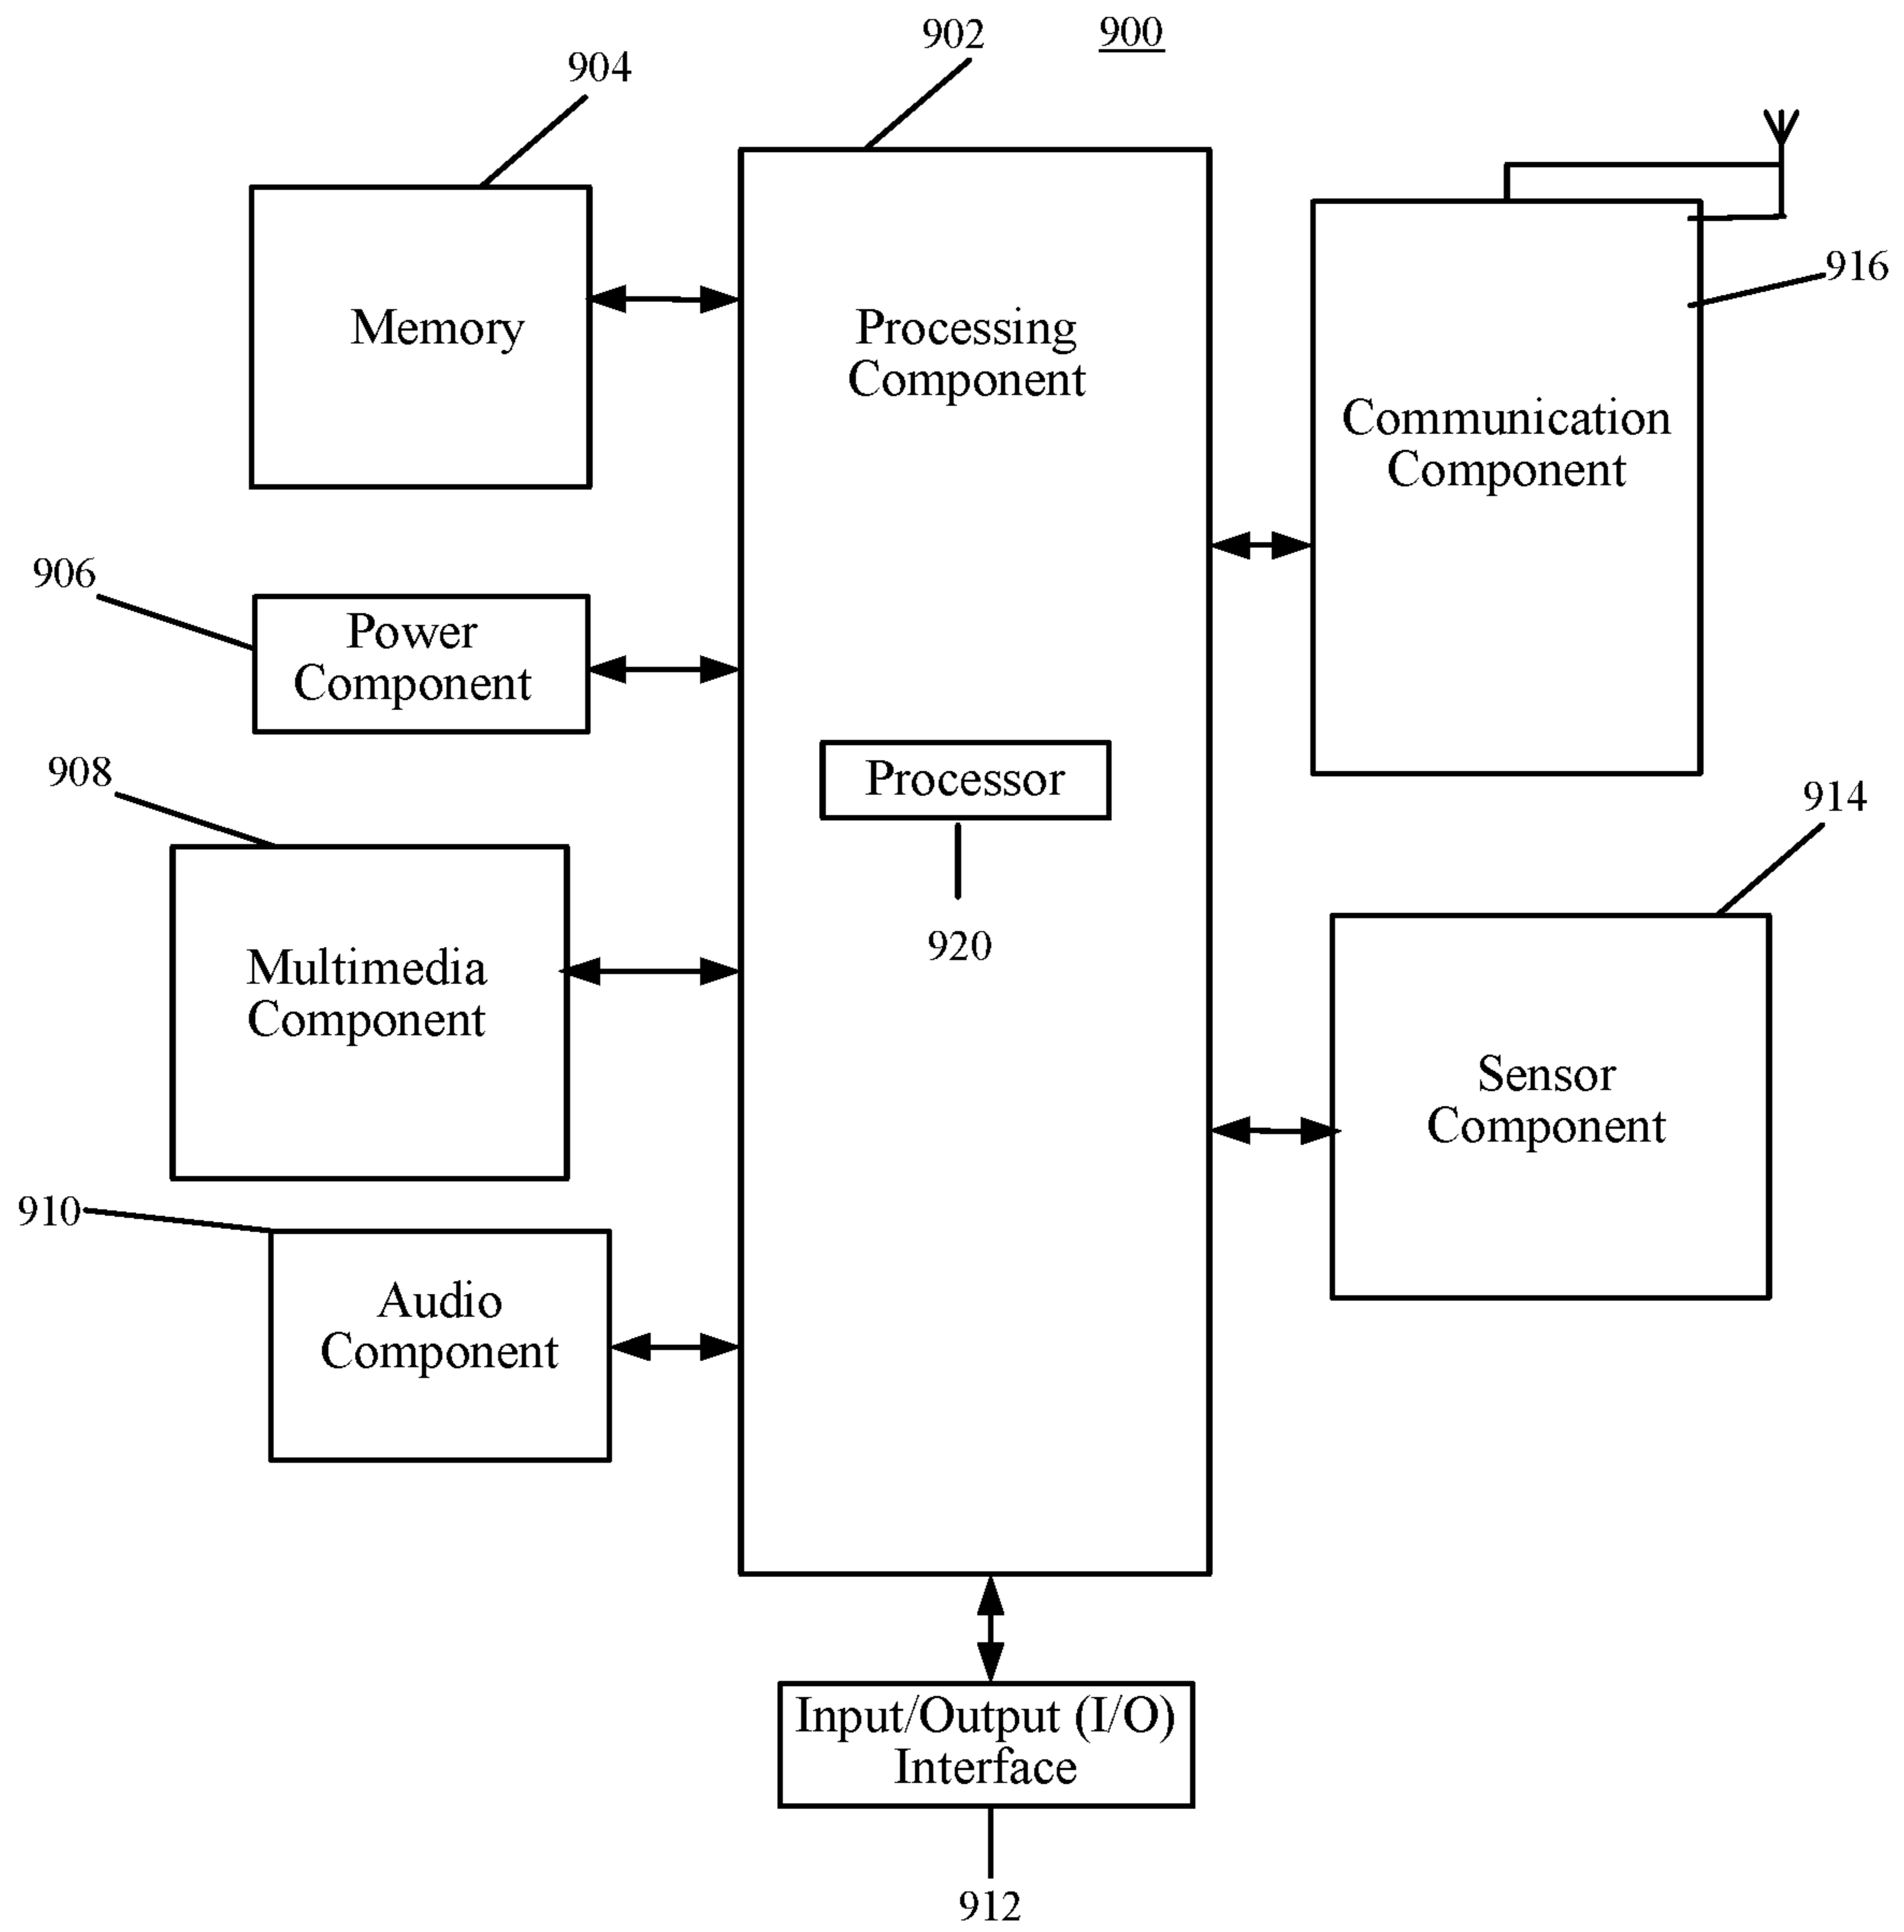 902
900
904
Memory
Processing
Component
916
Communication
Component
906
Power
Component
908
Processor
914
920
Multimedia
Component
Sensor
Component
910
Audio
Component
Input/Output (I/O)
Interface
912